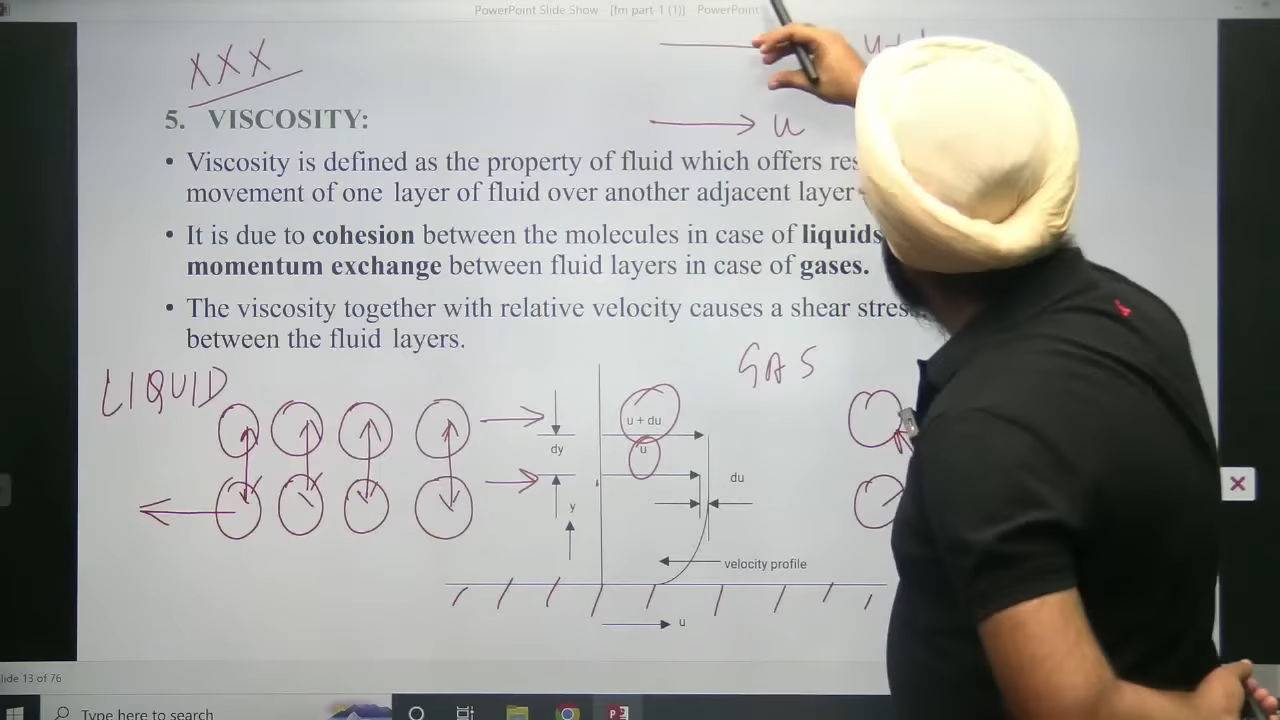 PowerPoint Slide Show - [fm part-1 (1)] - PowerPoint
XXX
u+
5. VISCOSITY:
u
• Viscosity is defined as the property of fluid which offers
movement of one layer of fluid over another adjacent layer
• It is due to cohesion between the molecules in case of liquids
momentum exchange between fluid layers in case of gases.
• The viscosity together with relative velocity causes a shear stress
between the fluid layers.
GAS
LIQUID
u + du
dy
u
du
y
velocity profile
u
13 of 76
Type here to search